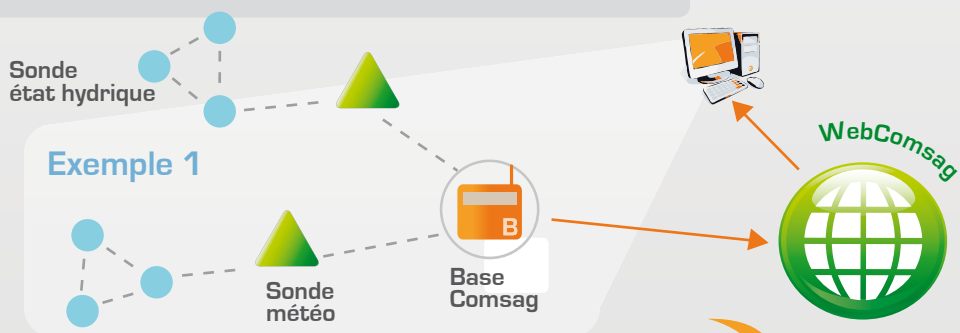 Sonde
état hydrique
WebComsag
Exemple 1
B
Base
Comsag
Sonde
météo